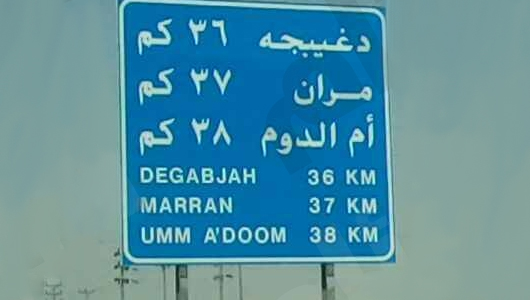 دغيبجه ٣٦ كم
مران ٣٧ كم
أم الدوم ٣٨ كم
DEGABJAH 36 KM
MARRAN 37 KM
UMM A'DOOM 38 KM